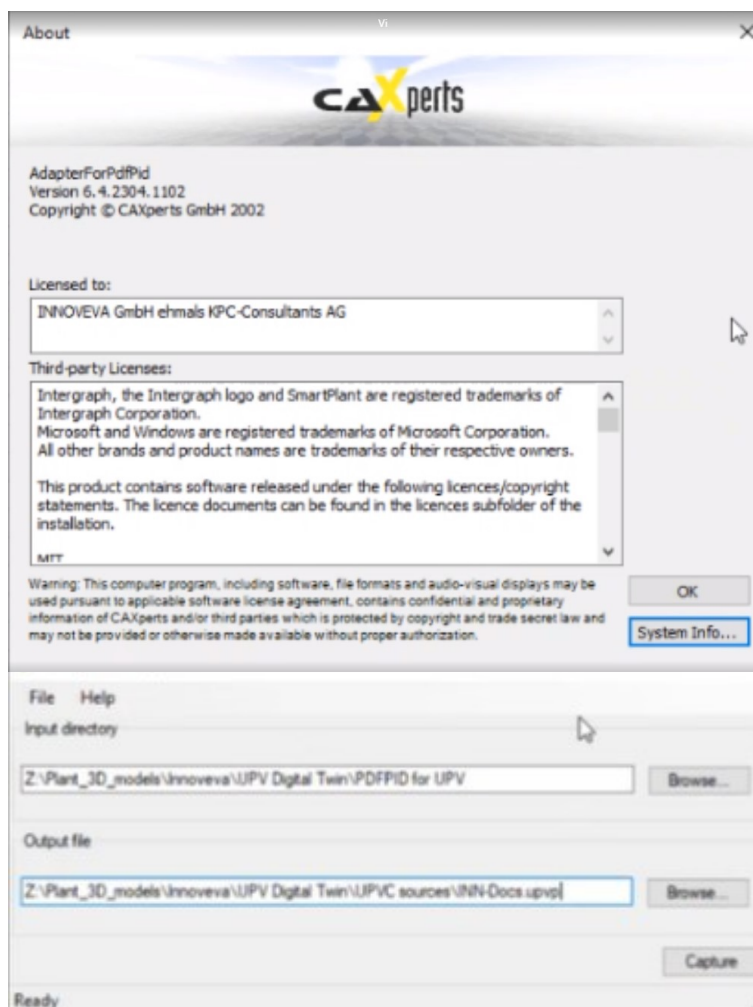 Vi
About
caXperts
AdapterForPdfPid
Version 6.4.2304.1102
Copyright © CAXperts GmbH 2002
Licensed to:
INNOVEVA GmbH ehmals KPC-Consultants AG
Third-party Licenses:
Intergraph, the Intergraph logo and SmartPlant are registered trademarks of
Intergraph Corporation.
Microsoft and Windows are registered trademarks of Microsoft Corporation.
All other brands and product names are trademarks of their respective owners.
This product contains software released under the following licences/copyright
statements. The licence documents can be found in the licences subfolder of the
installation.
MIT
Warning: This computer program, including software, file formats and audio-visual displays may be
used pursuant to applicable software license agreement, contains confidential and proprietary
information of CAXperts and/or third parties which is protected by copyright and trade secret law and
may not be provided or otherwise made available without proper authorization.
OK
System Info...
File Help
Input directory
Z:\Plant_3D_models\Innoveva\UPV Digital Twin\PDFPID for UPV
Browse...
Output file
Z:\Plant_3D_models\Innoveva\UPV Digital Twin\UPVC sources\INN-Docs.upvp
Browse...
Capture
Ready